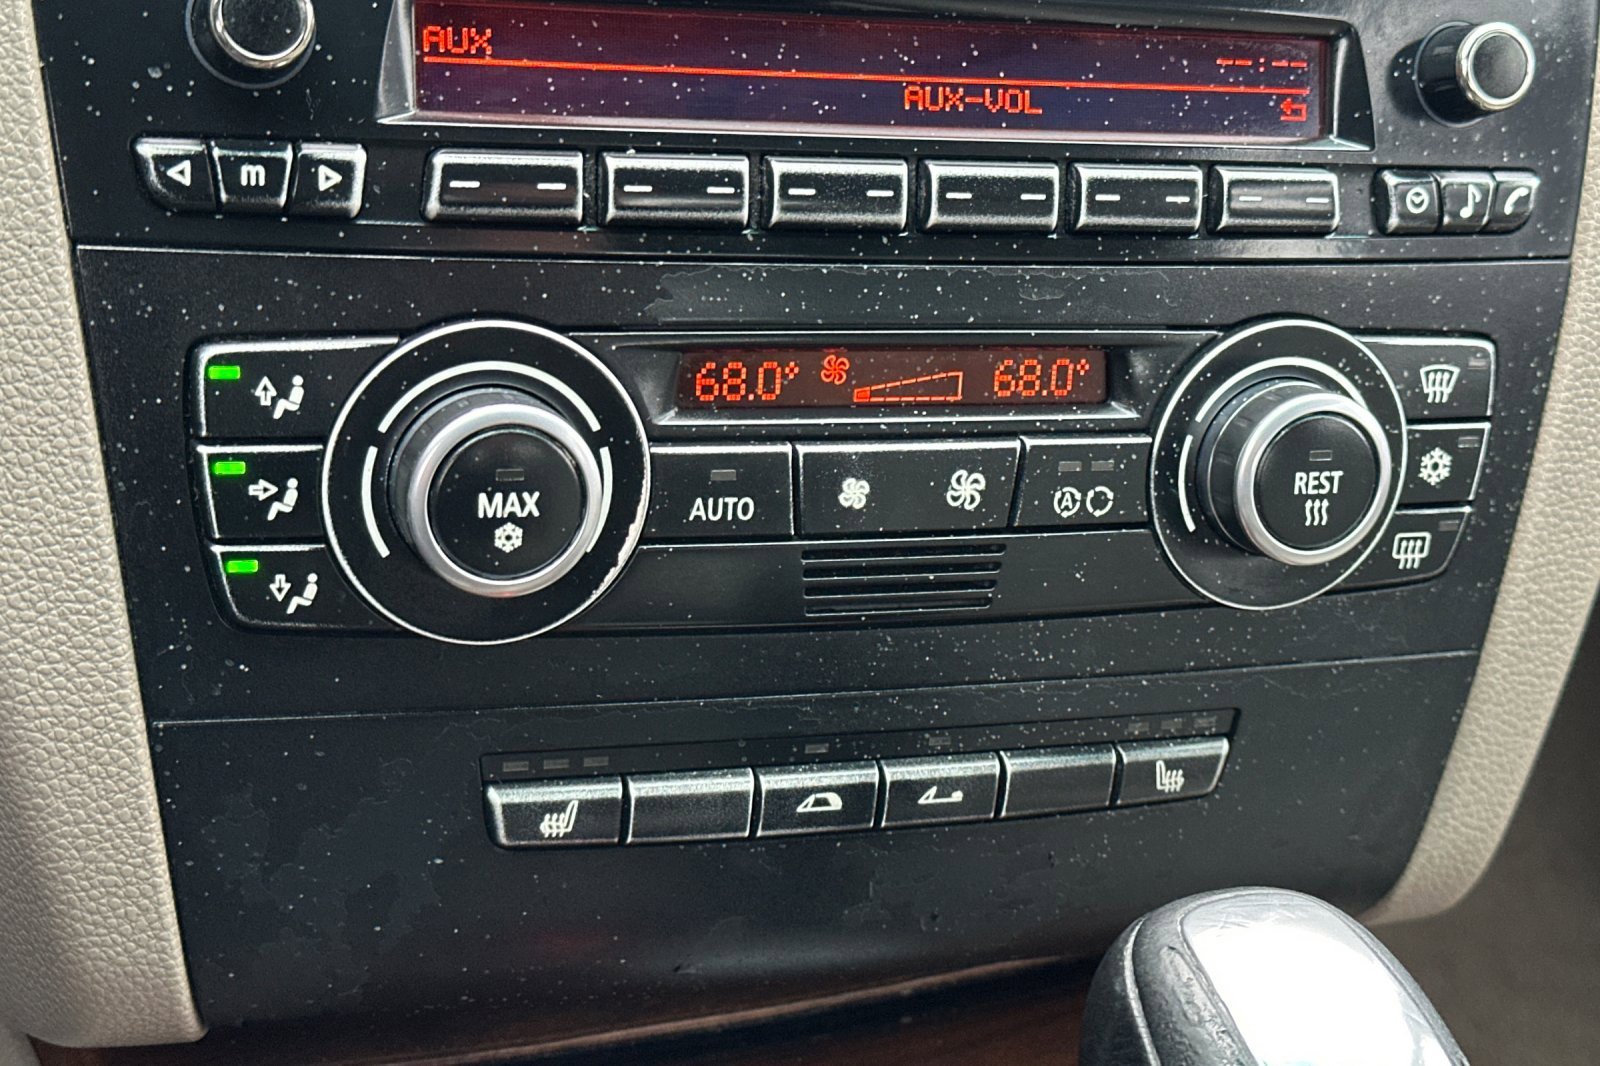 AUX
--:--
AUX-VOL
m
68.0°
68.0°
MAX
AUTO
A
REST